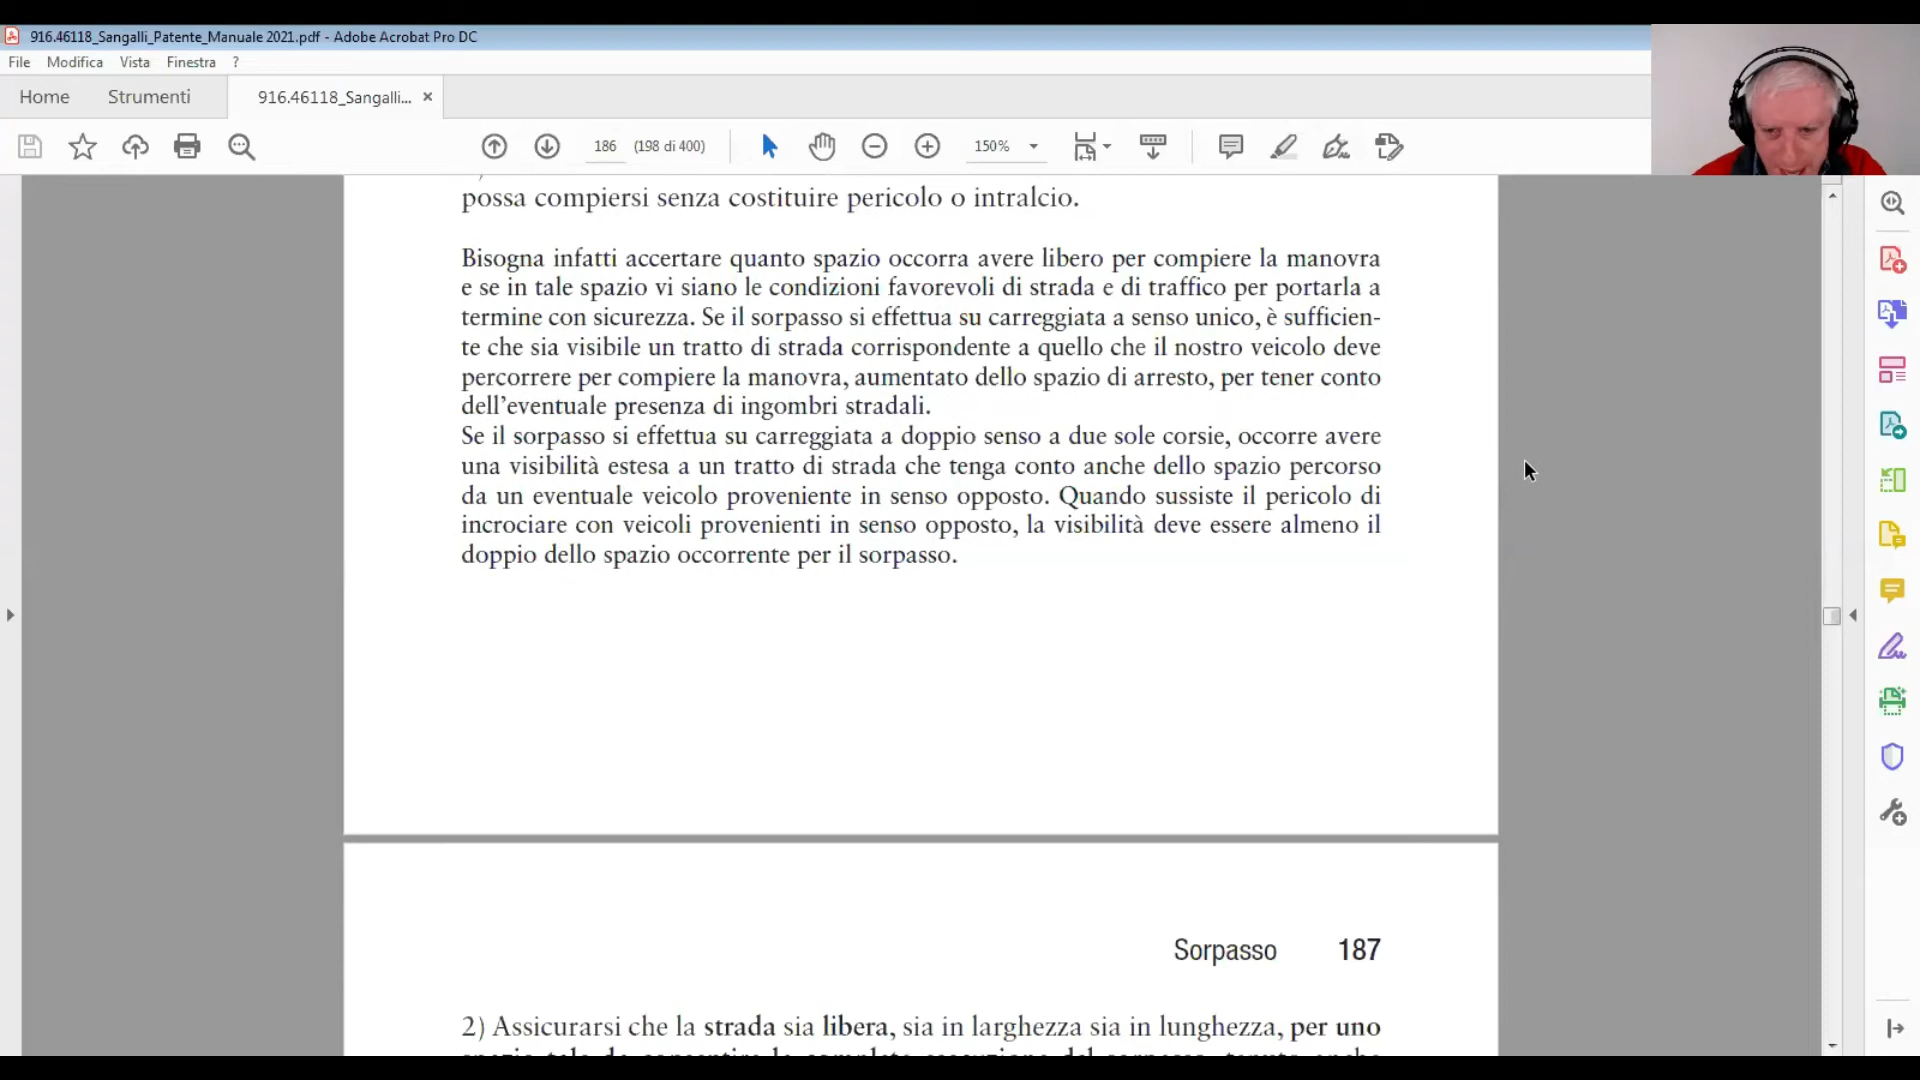 916.46118_Sangalli_Patente_Manuale 2021.pdf - Adobe Acrobat Pro DC
File Modifica Vista Finestra ?
Home Strumenti 916.46118_Sangalli... ×
186 (198 di 400) 150%
possa compiersi senza costituire pericolo o intralcio.
Bisogna infatti accertare quanto spazio occorra avere libero per compiere la manovra
e se in tale spazio vi siano le condizioni favorevoli di strada e di traffico per portarla a
termine con sicurezza. Se il sorpasso si effettua su carreggiata a senso unico, è sufficien-
te che sia visibile un tratto di strada corrispondente a quello che il nostro veicolo deve
percorrere per compiere la manovra, aumentato dello spazio di arresto, per tener conto
dell'eventuale presenza di ingombri stradali.
Se il sorpasso si effettua su carreggiata a doppio senso a due sole corsie, occorre avere
una visibilità estesa a un tratto di strada che tenga conto anche dello spazio percorso
da un eventuale veicolo proveniente in senso opposto. Quando sussiste il pericolo di
incrociare con veicoli provenienti in senso opposto, la visibilità deve essere almeno il
doppio dello spazio occorrente per il sorpasso.
Sorpasso 187
2) Assicurarsi che la strada sia libera, sia in larghezza sia in lunghezza, per uno